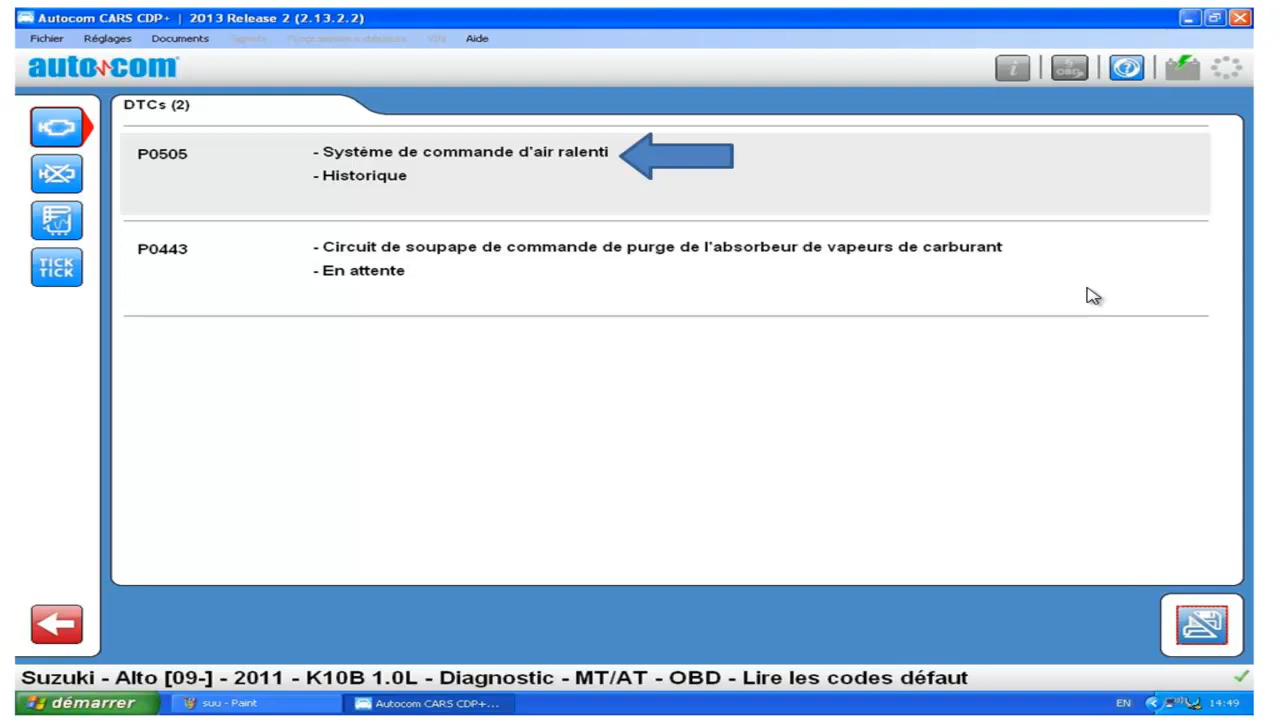 Autocom CARS CDP+ | 2013 Release 2 (2.13.2.2)
Fichier Réglages Documents VIN Aide
autocom
i OBD ?
DTCs (2)
P0505 - Système de commande d'air ralenti
- Historique
P0443 - Circuit de soupape de commande de purge de l'absorbeur de vapeurs de carburant
- En attente
TICK
TICK
Suzuki - Alto [09-] - 2011 - K10B 1.0L - Diagnostic - MT/AT - OBD - Lire les codes défaut
démarrer suu - Paint Autocom CARS CDP+... EN 14:49